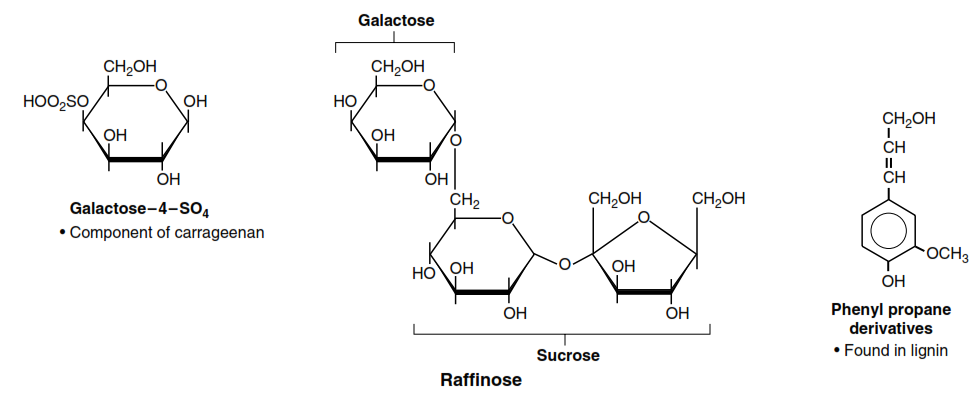 Galactose
CH₂OH
O
HOO₂SO
OH
OH
OH
Galactose–4–SO₄
• Component of carrageenan
CH₂OH
O
HO
OH
O
OH
CH₂
O
HO
OH
OH
O
CH₂OH
CH₂OH
O
OH
OH
Sucrose
Raffinose
CH₂OH
CH
CH
OCH₃
OH
Phenyl propane
derivatives
• Found in lignin